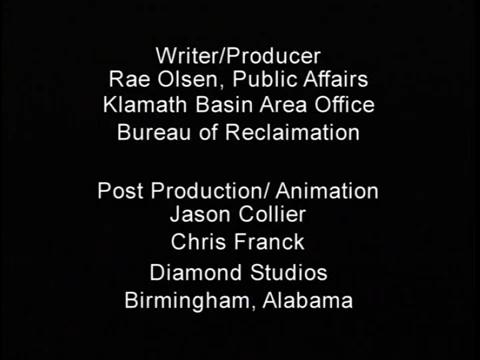 Writer/Producer
Rae Olsen, Public Affairs
Klamath Basin Area Office
Bureau of Reclaimation
Post Production/ Animation
Jason Collier
Chris Franck
Diamond Studios
Birmingham, Alabama